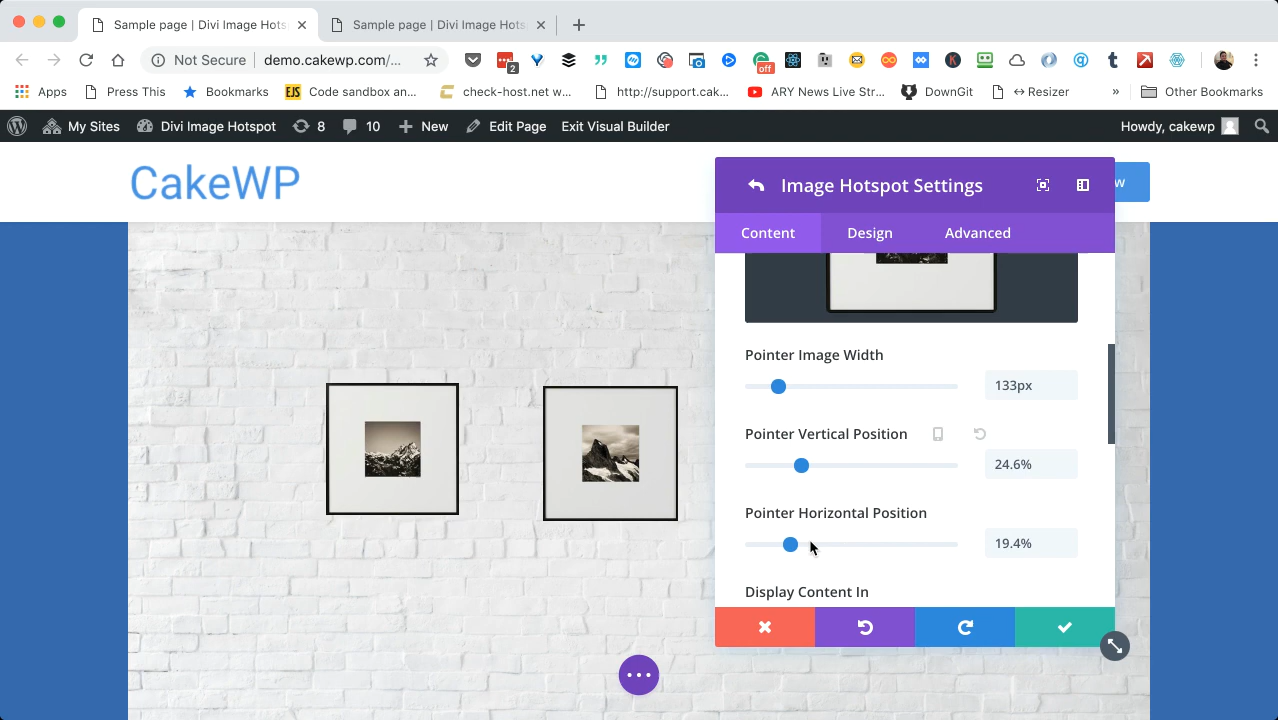 Sample page | Divi Image Hots
Sample page | Divi Image Hots
Not Secure
demo.cakewp.com/...
2
off
Apps
Press This
Bookmarks
EJS
Code sandbox an...
check-host.net w...
http://support.cak...
ARY News Live Str...
DownGit
<->Resizer
»
Other Bookmarks
My Sites
Divi Image Hotspot
8
10
New
Edit Page
Exit Visual Builder
Howdy, cakewp
CakeWP
W
Image Hotspot Settings
Content
Design
Advanced
Pointer Image Width
133px
Pointer Vertical Position
24.6%
Pointer Horizontal Position
19.4%
Display Content In